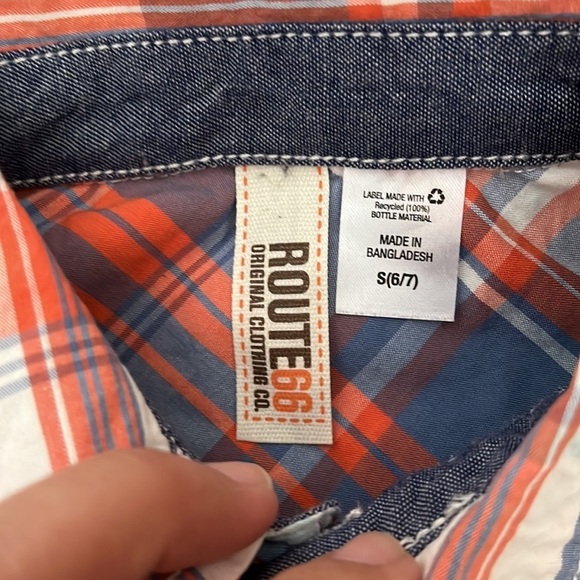 ROUTE66
ORIGINAL CLOTHING CO.
LABEL MADE WITH
Recycled (100%)
BOTTLE MATERIAL
MADE IN
BANGLADESH
S(6/7)